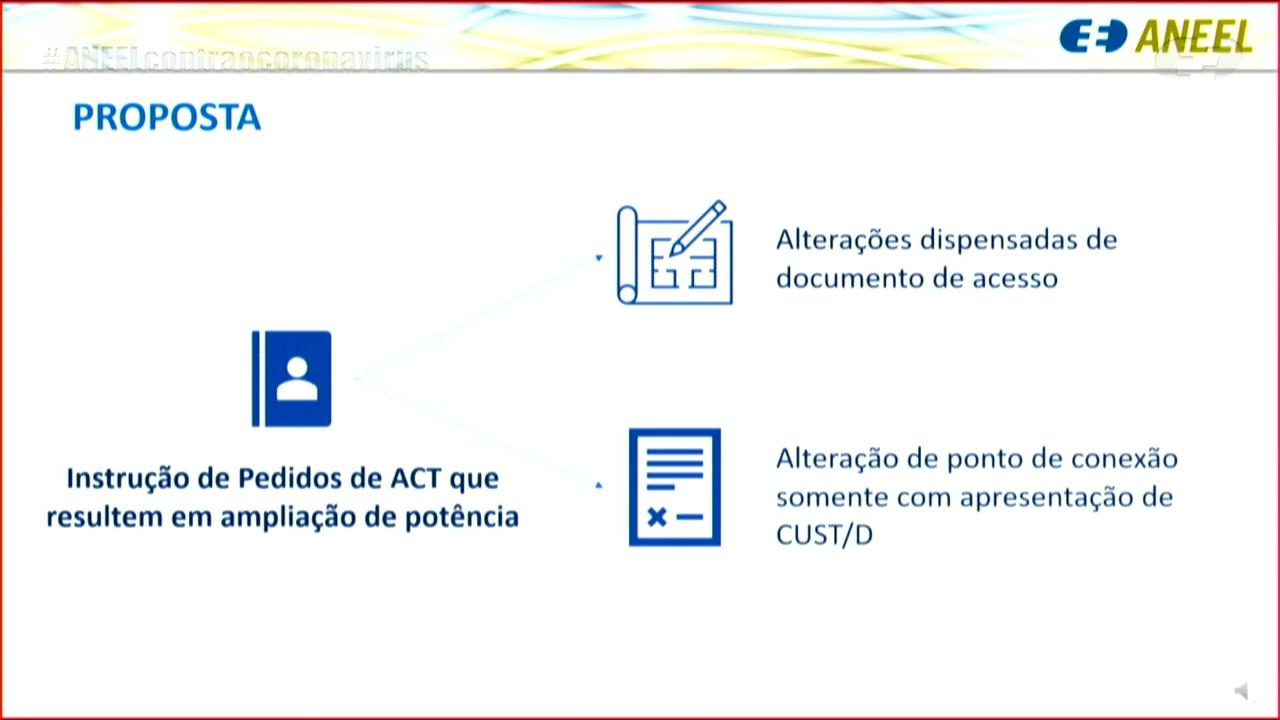 #ANEELcontraocoronavirus
ANEEL
PROPOSTA
Alterações dispensadas de
documento de acesso
Instrução de Pedidos de ACT que
resultem em ampliação de potência
Alteração de ponto de conexão
somente com apresentação de
CUST/D